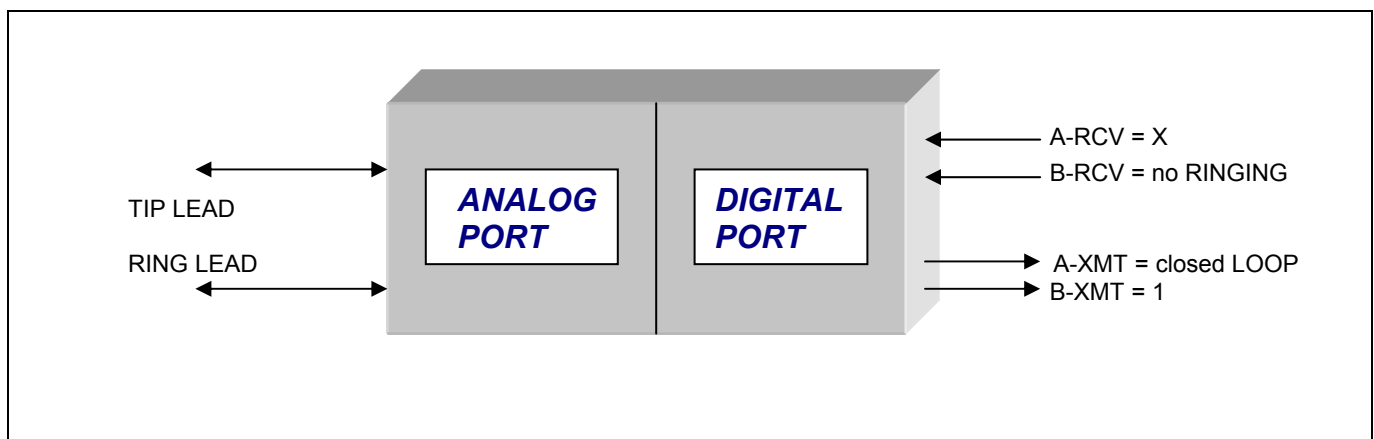 TIP LEAD
RING LEAD
ANALOG
PORT
DIGITAL
PORT
A-RCV = X
B-RCV = no RINGING
A-XMT = closed LOOP
B-XMT = 1